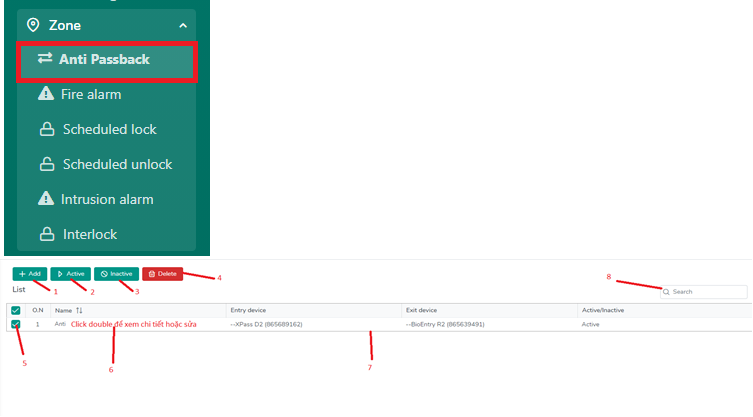 Zone
Anti Passback
Fire alarm
Scheduled lock
Scheduled unlock
Intrusion alarm
Interlock
Add Active Inactive Delete
1 2 3 4
8
List
Search
O.N Name Entry device Exit device Active/Inactive
1 Anti Click double để xem chi tiết hoặc sửa --XPass D2 (865689162) --BioEntry R2 (865639491) Active
5 6 7